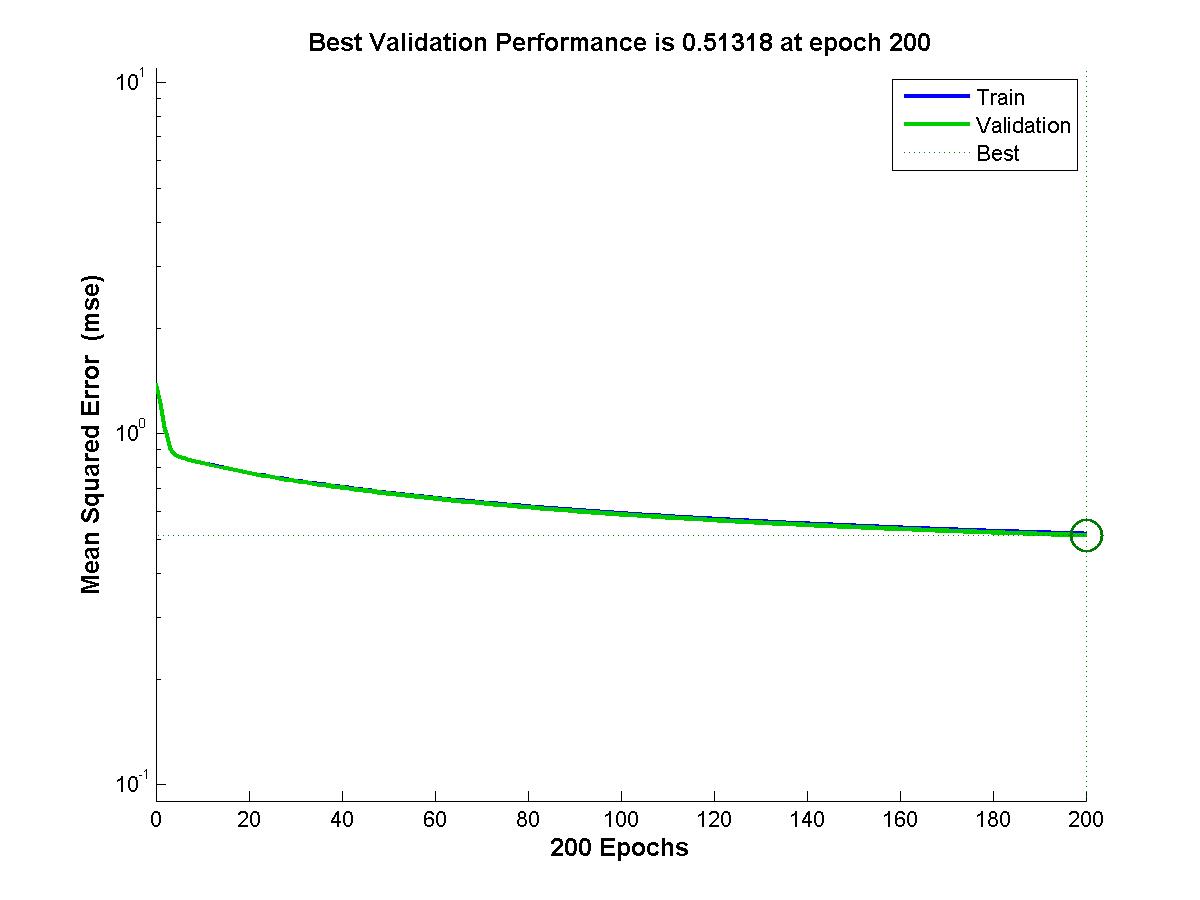 Best Validation Performance is 0.51318 at epoch 200
10^1
Train
Validation
Best
Mean Squared Error (mse)
10^0
10^-1
0 20 40 60 80 100 120 140 160 180 200
200 Epochs